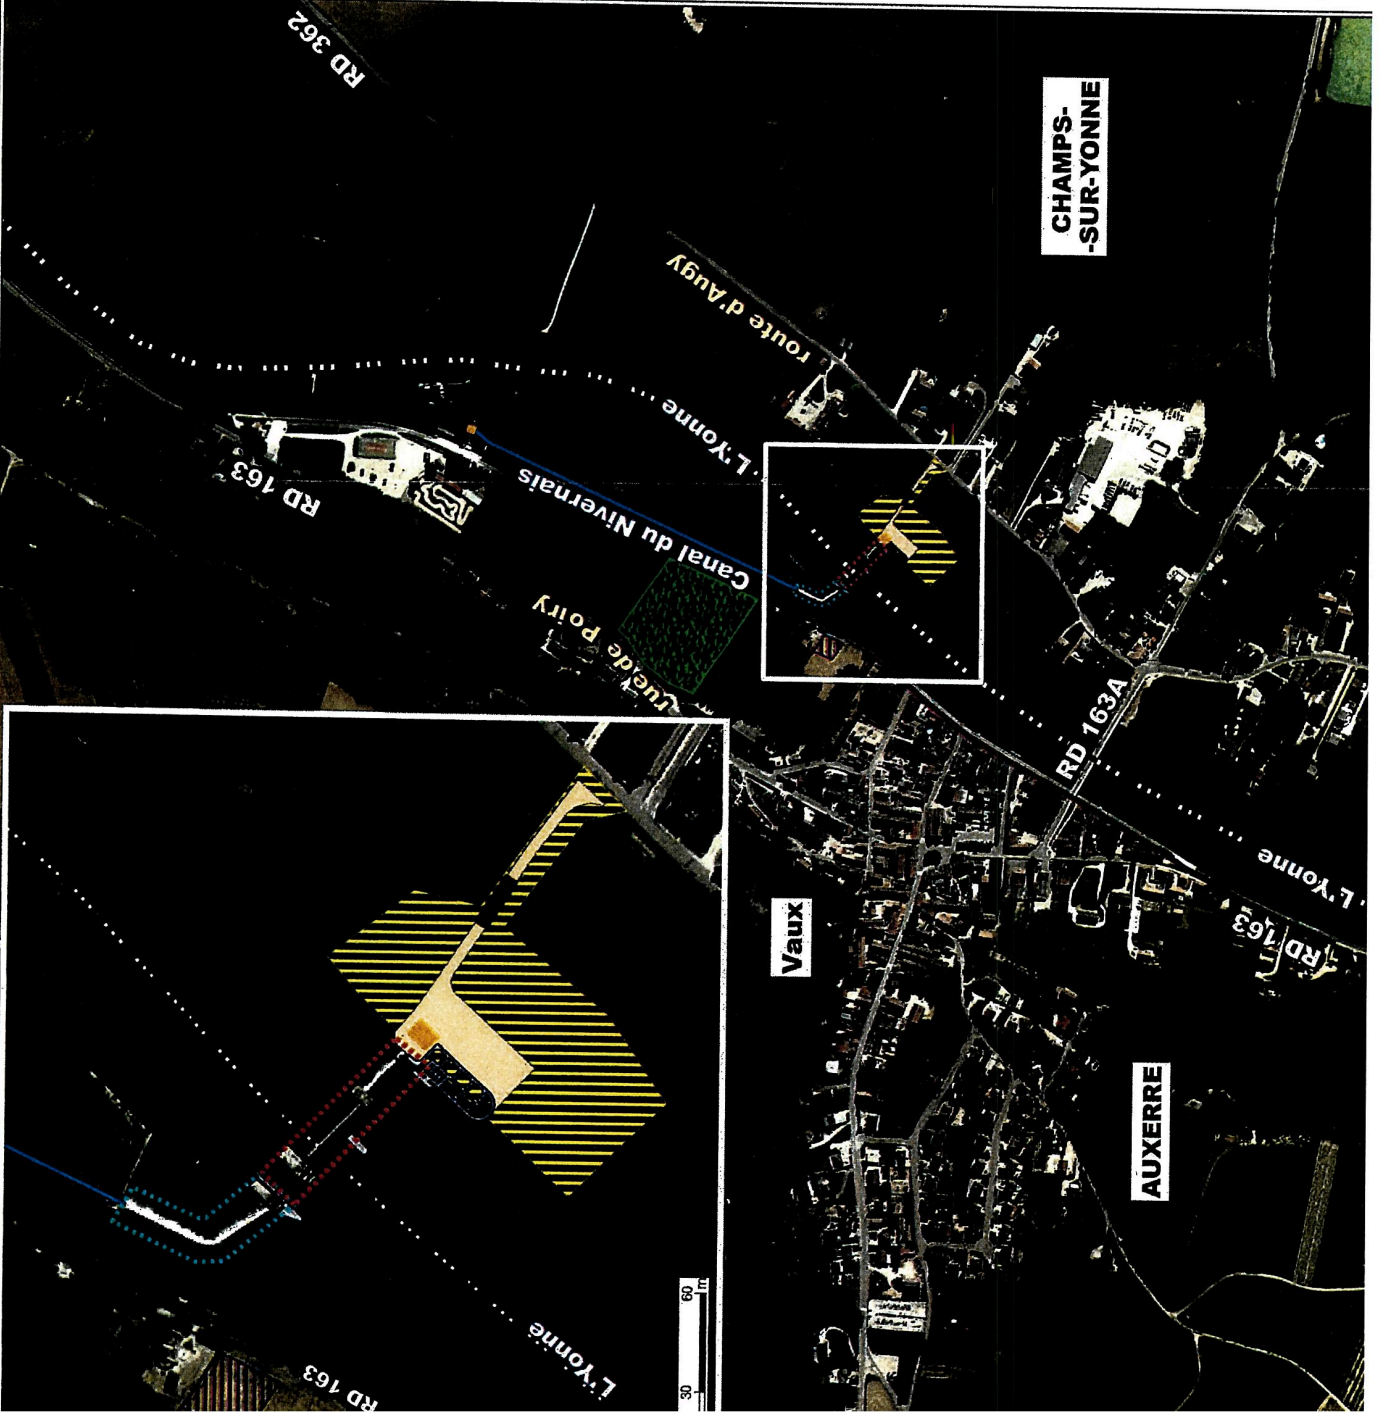 RD 362
CHAMPS-
-SUR-YONNE
route d'Augy
L'Yonne
RD 163
Canal du Nivernais
rue de Poiry
RD 163A
L'Yonne
RD 163
Vaux
AUXERRE
L'Yonne
RD 163
30
60
m